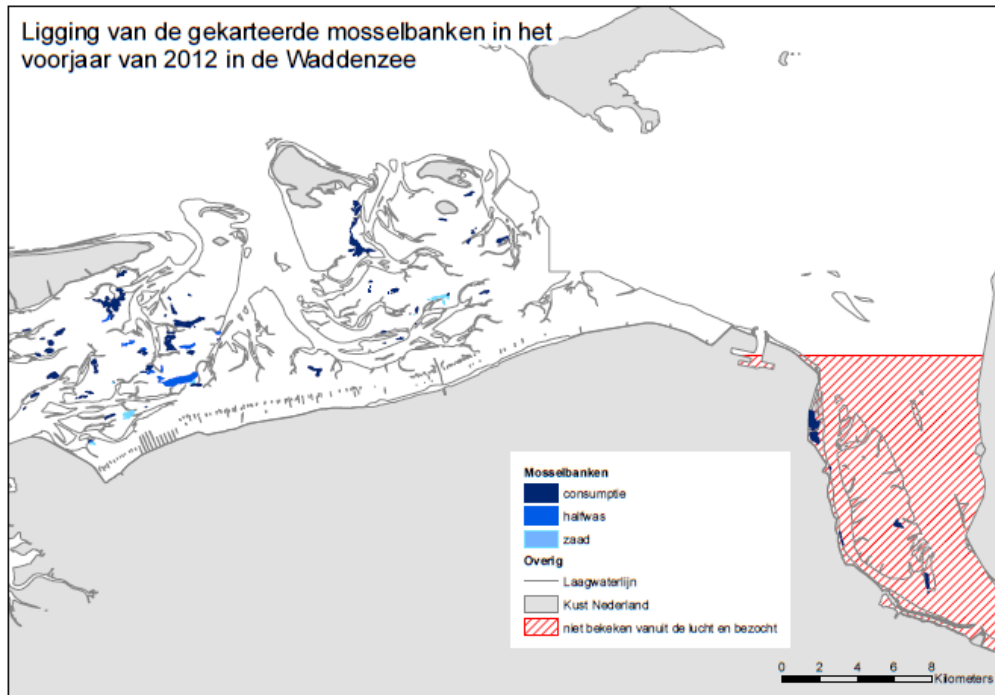 Ligging van de gekarteerde mosselbanken in het
voorjaar van 2012 in de Waddenzee
Mosselbanken
consumptie
halfwas
zaad
Overig
Laagwaterlijn
Kust Nederland
niet bekeken vanuit de lucht en bezocht
0 2 4 6 8
Kilometers